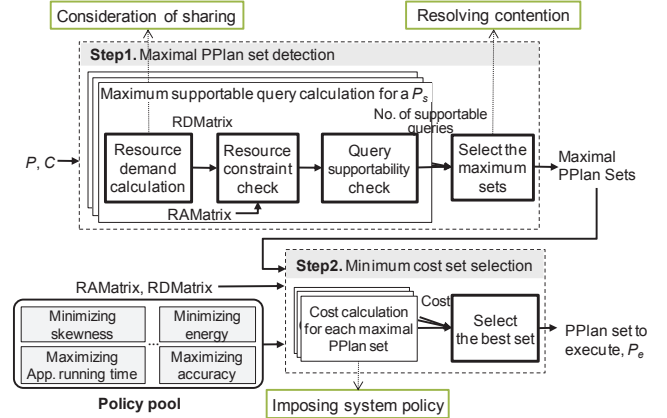 Consideration of sharing
Resolving contention
Step1. Maximal PPlan set detection
Maximum supportable query calculation for a Ps
No. of supportable
queries
RDMatrix
P, C
Resource
demand
calculation
Resource
constraint
check
Query
supportability
check
Select the
maximum
sets
Maximal
PPlan Sets
RAMatrix
Step2. Minimum cost set selection
RAMatrix, RDMatrix
Minimizing
skewness
Minimizing
energy
...
Maximizing
App. running time
Maximizing
accuracy
Policy pool
Cost
Cost calculation
for each maximal
PPlan set
Select
the best set
PPlan set to
execute, Pe
Imposing system policy